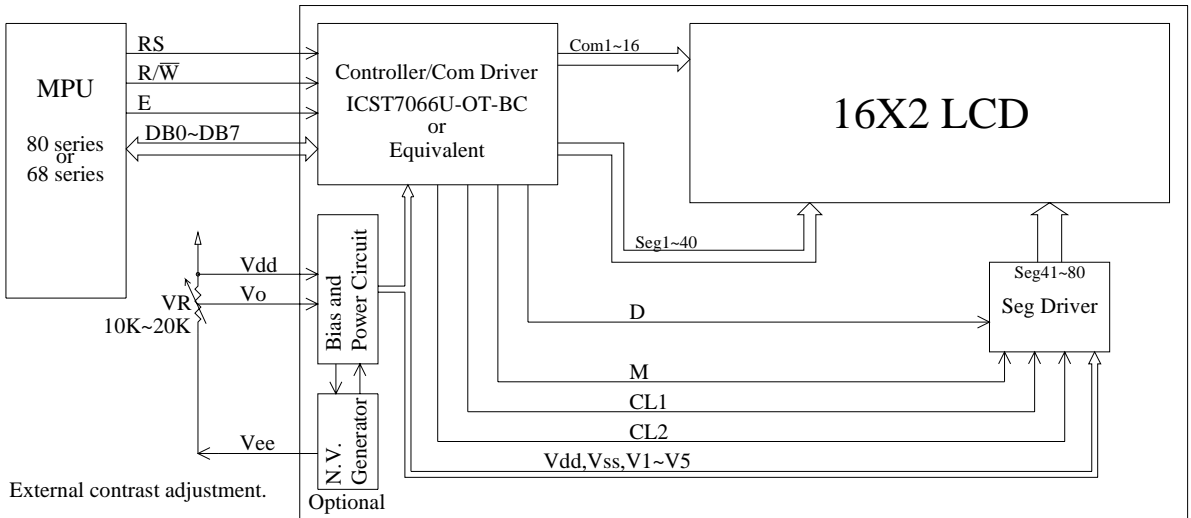 MPU
80 series
or
68 series
RS
R/W̅
E
DB0~DB7
Controller/Com Driver
ICST7066U-OT-BC
or
Equivalent
Com1~16
16X2 LCD
Seg1~40
Seg41~80
Seg Driver
Vdd
Vo
VR
10K~20K
Bias and
Power Circuit
D
M
CL1
CL2
Vdd,Vss,V1~V5
Vee
N.V.
Generator
Optional
External contrast adjustment.